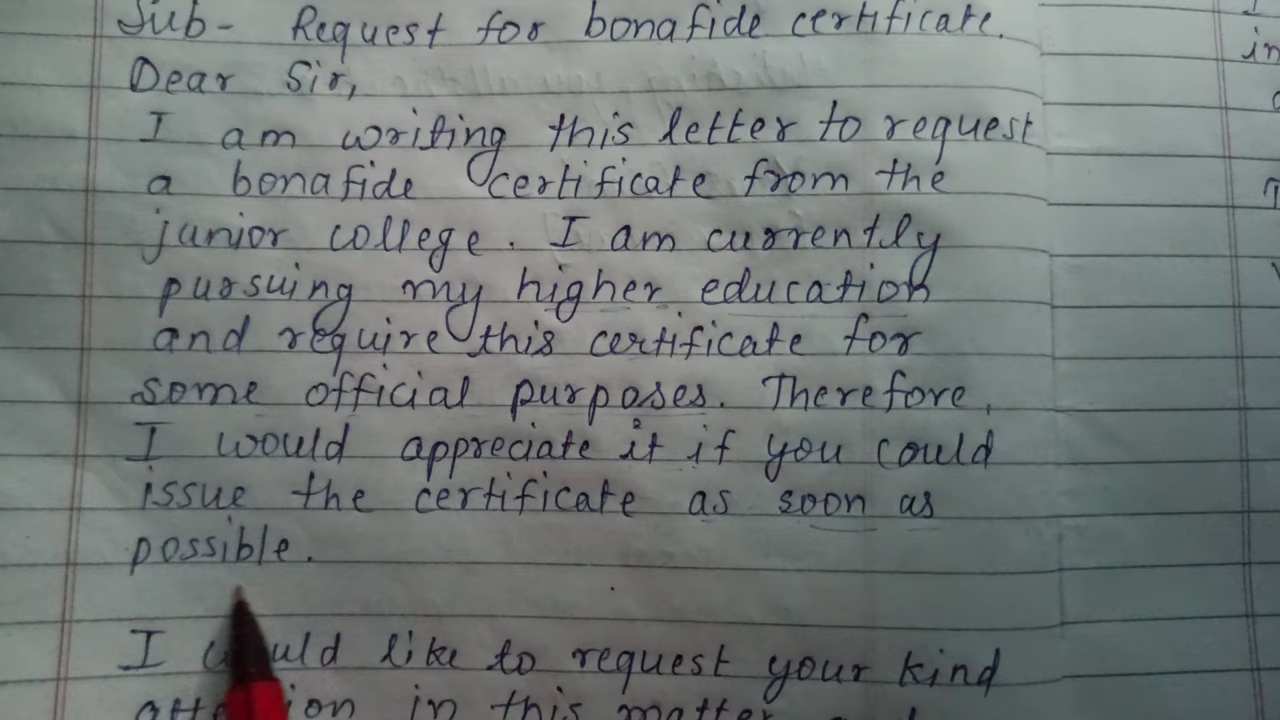 Sub- Request for bonafide certificate.
Dear Sir,
I am writing this letter to request
a bonafide certificate from the
junior college. I am currently
pursuing my higher education
and require this certificate for
some official purposes. Therefore,
I would appreciate it if you could
issue the certificate as soon as
possible.
I would like to request your kind
attention in this matter
in